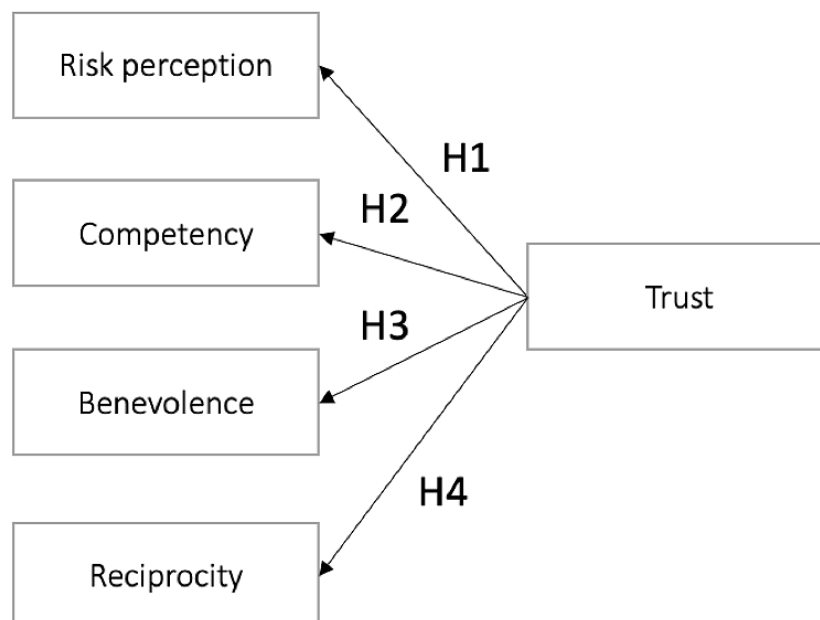 Risk perception
H1
H2
Competency
Trust
H3
Benevolence
H4
Reciprocity